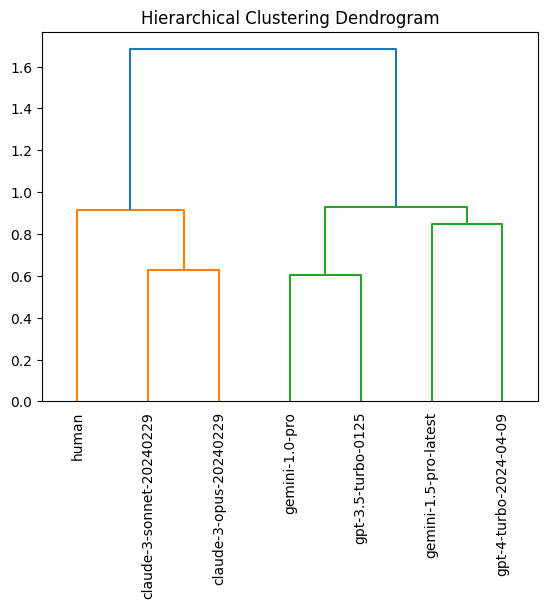 Hierarchical Clustering Dendrogram
1.6
1.4
1.2
1.0
0.8
0.6
0.4
0.2
0.0
human
claude-3-sonnet-20240229
claude-3-opus-20240229
gemini-1.0-pro
gpt-3.5-turbo-0125
gemini-1.5-pro-latest
gpt-4-turbo-2024-04-09